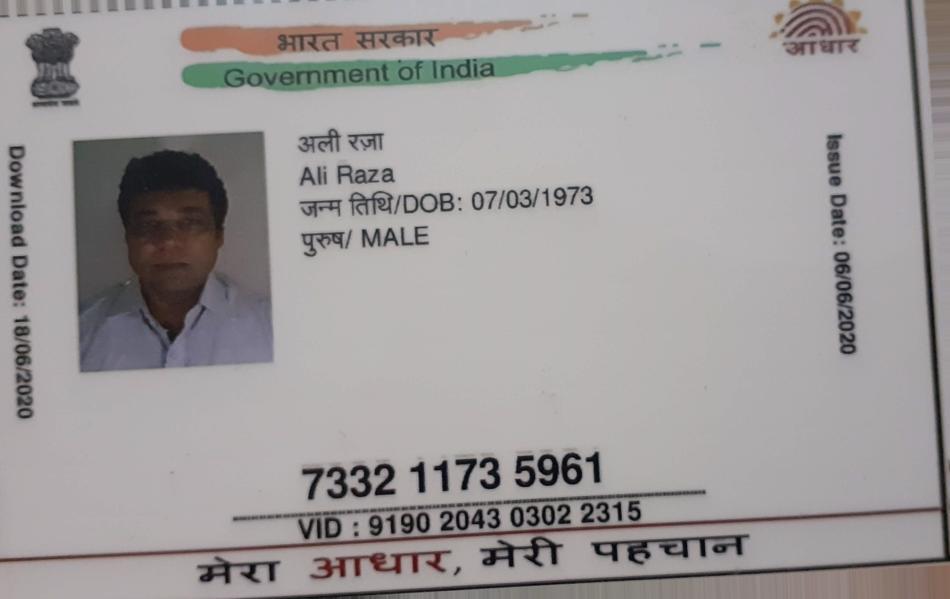 भारत सरकार
Government of India
आधार
Download Date: 18/06/2020
अली रज़ा
Ali Raza
जन्म तिथि/DOB: 07/03/1973
पुरुष/ MALE
Issue Date: 06/06/2020
7332 1173 5961
VID : 9190 2043 0302 2315
मेरा आधार, मेरी पहचान